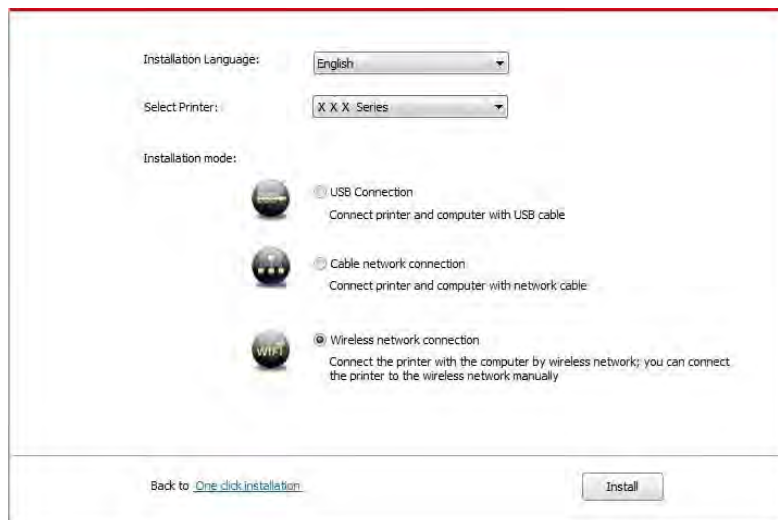 Installation Language:
English
Select Printer:
X X X Series
Installation mode:
USB Connection
Connect printer and computer with USB cable
Cable network connection
Connect printer and computer with network cable
WIFI
Wireless network connection
Connect the printer with the computer by wireless network; you can connect
the printer to the wireless network manually
Back to One click installation
Install